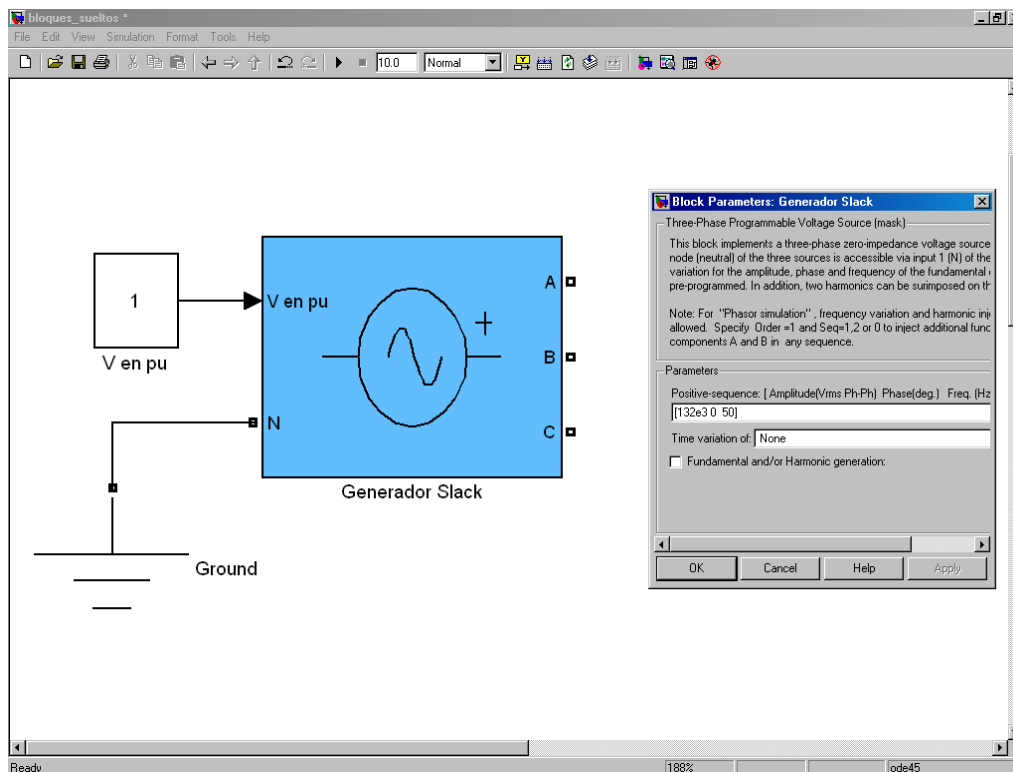 bloques_sueltos *
File Edit View Simulation Format Tools Help
10.0 Normal
1
V en pu
V en pu
N
A
B
C
Generador Slack
Ground
Block Parameters: Generador Slack
Three-Phase Programmable Voltage Source (mask)
This block implements a three-phase zero-impedance voltage source
node (neutral) of the three sources is accessible via input 1 (N) of the
variation for the amplitude, phase and frequency of the fundamental
pre-programmed. In addition, two harmonics can be surimposed on th
Note: For "Phasor simulation" , frequency variation and harmonic inj
allowed. Specify Order =1 and Seq=1,2 or 0 to inject additional func
components A and B in any sequence.
Parameters
Positive-sequence: [ Amplitude(Vrms Ph-Ph) Phase(deg.) Freq. (Hz
[132e3 0 50]
Time variation of: None
Fundamental and/or Harmonic generation:
OK Cancel Help Apply
Ready 188% ode45